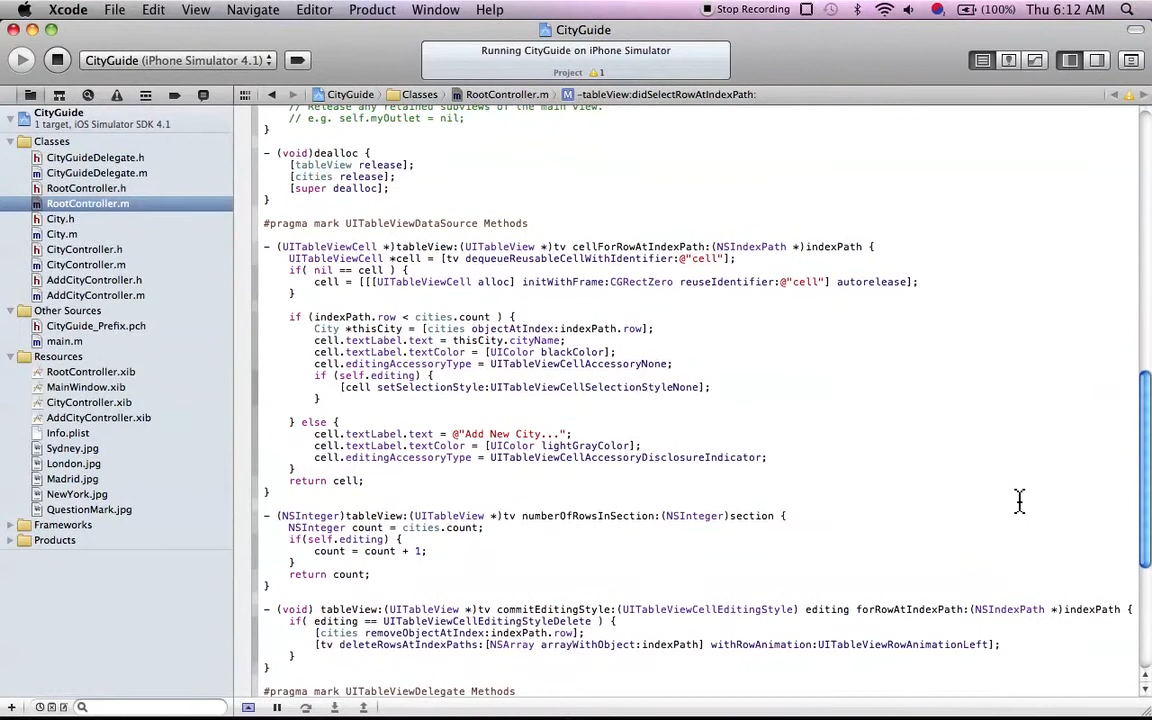 Xcode File Edit View Navigate Editor Product Window Help Stop Recording (100%) Thu 6:12 AM
CityGuide
CityGuide (iPhone Simulator 4.1)
Running CityGuide on iPhone Simulator
Project 1
CityGuide Classes RootController.m M -tableView:didSelectRowAtIndexPath:
CityGuide
1 target, iOS Simulator SDK 4.1
Classes
h CityGuideDelegate.h
m CityGuideDelegate.m
h RootController.h
m RootController.m
h City.h
m City.m
h CityController.h
m CityController.m
h AddCityController.h
m AddCityController.m
Other Sources
h CityGuide_Prefix.pch
m main.m
Resources
RootController.xib
MainWindow.xib
CityController.xib
AddCityController.xib
Info.plist
Sydney.jpg
London.jpg
Madrid.jpg
NewYork.jpg
QuestionMark.jpg
Frameworks
Products
// Release any retained subviews of the main view.
// e.g. self.myOutlet = nil;
}
- (void)dealloc {
[tableView release];
[cities release];
[super dealloc];
}
#pragma mark UITableViewDataSource Methods
- (UITableViewCell *)tableView:(UITableView *)tv cellForRowAtIndexPath:(NSIndexPath *)indexPath {
UITableViewCell *cell = [tv dequeueReusableCellWithIdentifier:@"cell"];
if( nil == cell ) {
cell = [[[UITableViewCell alloc] initWithFrame:CGRectZero reuseIdentifier:@"cell"] autorelease];
}
if (indexPath.row < cities.count ) {
City *thisCity = [cities objectAtIndex:indexPath.row];
cell.textLabel.text = thisCity.cityName;
cell.textLabel.textColor = [UIColor blackColor];
cell.editingAccessoryType = UITableViewCellAccessoryNone;
if (self.editing) {
[cell setSelectionStyle:UITableViewCellSelectionStyleNone];
}
} else {
cell.textLabel.text = @"Add New City...";
cell.textLabel.textColor = [UIColor lightGrayColor];
cell.editingAccessoryType = UITableViewCellAccessoryDisclosureIndicator;
}
return cell;
}
- (NSInteger)tableView:(UITableView *)tv numberOfRowsInSection:(NSInteger)section {
NSInteger count = cities.count;
if(self.editing) {
count = count + 1;
}
return count;
}
- (void) tableView:(UITableView *)tv commitEditingStyle:(UITableViewCellEditingStyle) editing forRowAtIndexPath:(NSIndexPath *)indexPath {
if( editing == UITableViewCellEditingStyleDelete ) {
[cities removeObjectAtIndex:indexPath.row];
[tv deleteRowsAtIndexPaths:[NSArray arrayWithObject:indexPath] withRowAnimation:UITableViewRowAnimationLeft];
}
}
#pragma mark UITableViewDelegate Methods